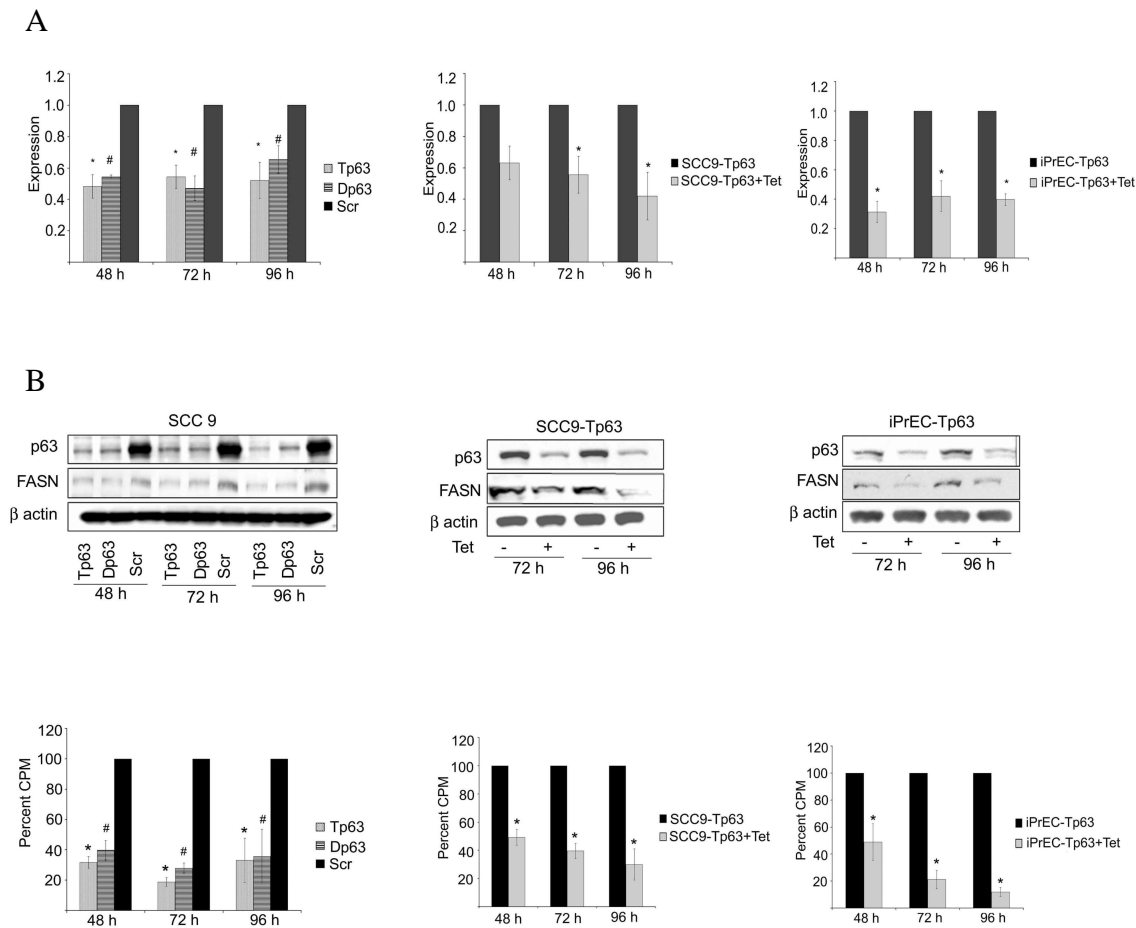 A
1.2
1.0
0.8
0.6
0.4
0.2
Expression
* # * # * #
48 h 72 h 96 h
Tp63
Dp63
Scr
1.2
1.0
0.8
0.6
0.4
0.2
Expression
* *
48 h 72 h 96 h
SCC9-Tp63
SCC9-Tp63+Tet
1.2
1.0
0.8
0.6
0.4
0.2
0
Expression
* * *
48 h 72 h 96 h
iPrEC-Tp63
iPrEC-Tp63+Tet
B
SCC 9
p63
FASN
β actin
Tp63 Dp63 Scr Tp63 Dp63 Scr Tp63 Dp63 Scr
48 h 72 h 96 h
SCC9-Tp63
p63
FASN
β actin
Tet - + - +
72 h 96 h
iPrEC-Tp63
p63
FASN
β actin
Tet - + - +
72 h 96 h
120
100
80
60
40
20
Percent CPM
* # * # * #
48 h 72 h 96 h
Tp63
Dp63
Scr
120
100
80
60
40
20
Percent CPM
* * *
48 h 72 h 96 h
SCC9-Tp63
SCC9-Tp63+Tet
120
100
80
60
40
20
Percent CPM
* * *
48 h 72 h 96 h
iPrEC-Tp63
iPrEC-Tp63+Tet